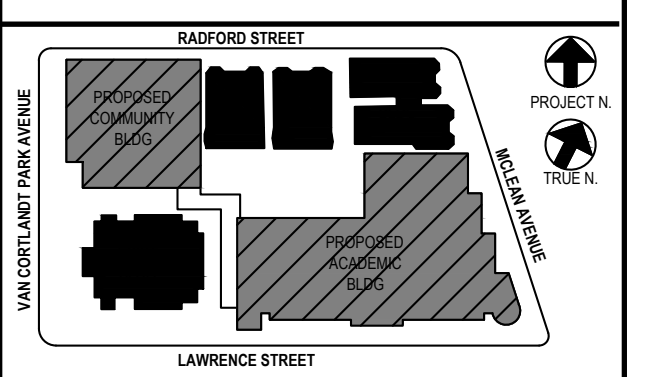 RADFORD STREET
PROJECT N.
TRUE N.
VAN CORTLANDT PARK AVENUE
PROPOSED
COMMUNITY
BLDG
MCLEAN AVENUE
PROPOSED
ACADEMIC
BLDG
LAWRENCE STREET